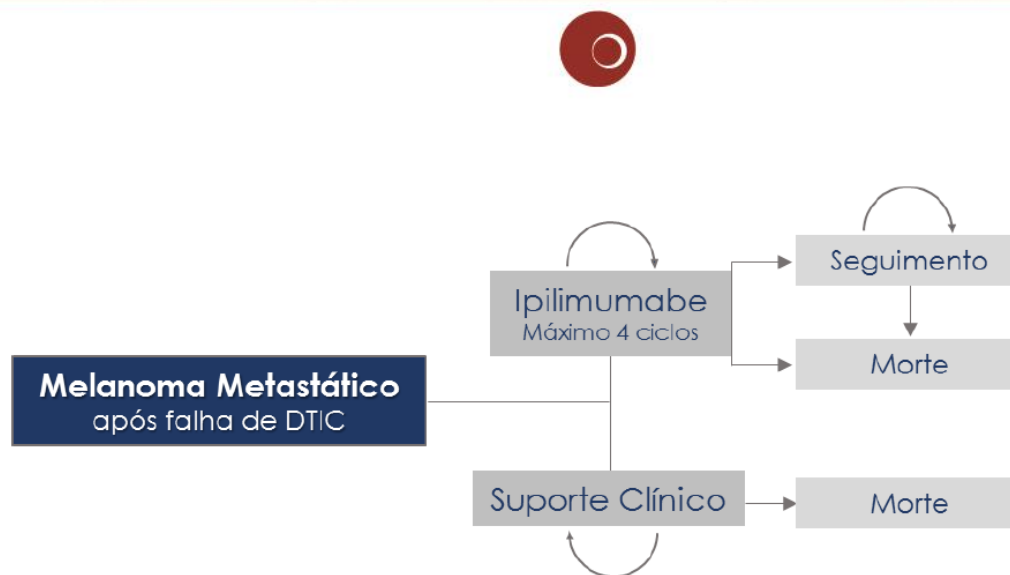 Seguimento
Ipilimumabe
Máximo 4 ciclos
Morte
Melanoma Metastático
após falha de DTIC
Suporte Clínico
Morte